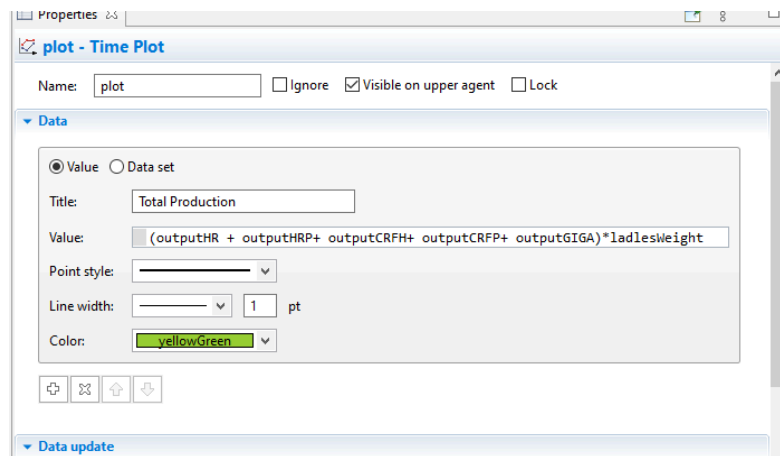 Properties
plot - Time Plot
Name: plot Ignore Visible on upper agent Lock
Data
Value Data set
Title: Total Production
Value: (outputHR + outputHRP+ outputCRFH+ outputCRFP+ outputGIGA)*ladlesWeight
Point style:
Line width: 1 pt
Color: yellowGreen
Data update